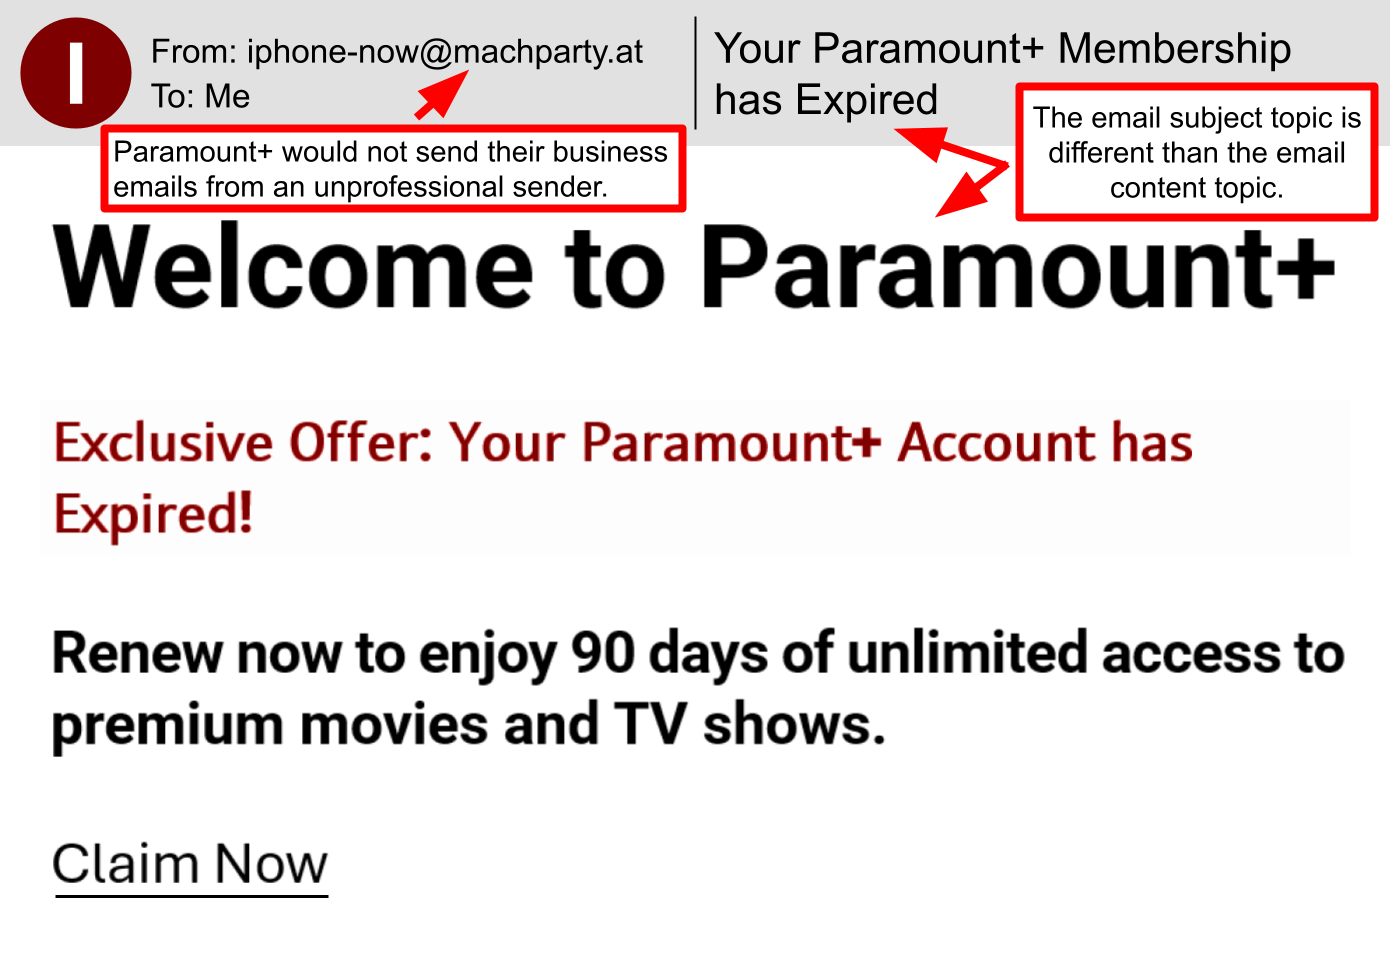 I
From: iphone-now@machparty.at
To: Me
Your Paramount+ Membership
has Expired
Paramount+ would not send their business
emails from an unprofessional sender.
The email subject topic is
different than the email
content topic.
Welcome to Paramount+
Exclusive Offer: Your Paramount+ Account has
Expired!
Renew now to enjoy 90 days of unlimited access to
premium movies and TV shows.
Claim Now